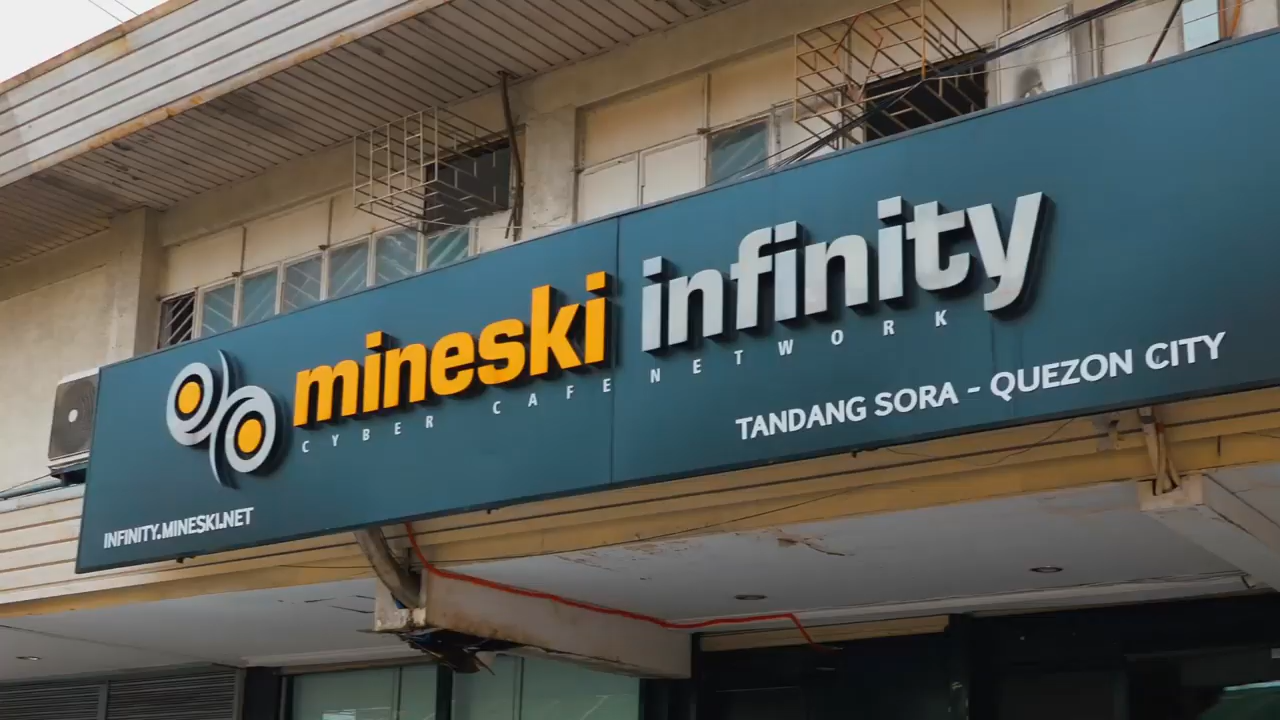 mineski infinity
CYBER CAFE NETWORK
TANDANG SORA - QUEZON CITY
INFINITY.MINESKI.NET